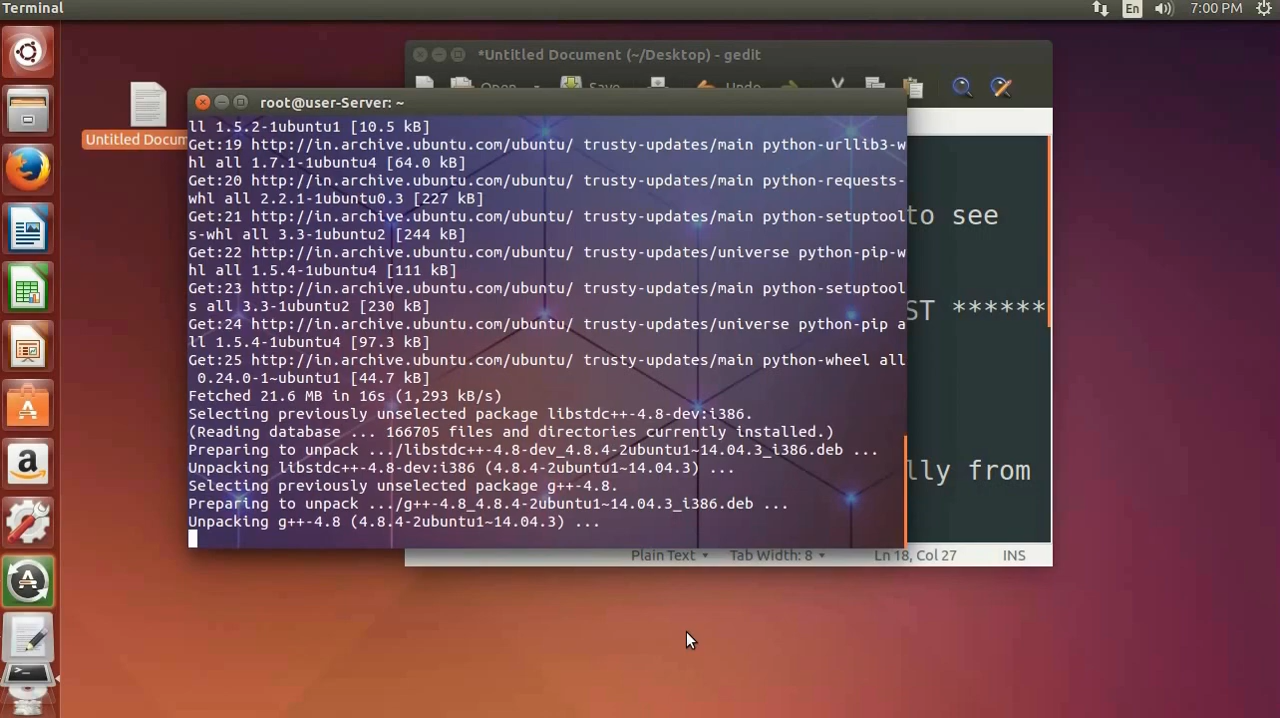 Terminal
En
7:00 PM
*Untitled Document (~/Desktop) - gedit
Open
Save
Undo
root@user-Server: ~
Untitled Docum
ll 1.5.2-1ubuntu1 [10.5 kB]
Get:19 http://in.archive.ubuntu.com/ubuntu/ trusty-updates/main python-urllib3-w
hl all 1.7.1-1ubuntu4 [64.0 kB]
Get:20 http://in.archive.ubuntu.com/ubuntu/ trusty-updates/main python-requests-
whl all 2.2.1-1ubuntu0.3 [227 kB]
Get:21 http://in.archive.ubuntu.com/ubuntu/ trusty-updates/main python-setuptool
s-whl all 3.3-1ubuntu2 [244 kB]
Get:22 http://in.archive.ubuntu.com/ubuntu/ trusty-updates/universe python-pip-w
hl all 1.5.4-1ubuntu4 [111 kB]
Get:23 http://in.archive.ubuntu.com/ubuntu/ trusty-updates/main python-setuptool
s all 3.3-1ubuntu2 [230 kB]
Get:24 http://in.archive.ubuntu.com/ubuntu/ trusty-updates/universe python-pip a
ll 1.5.4-1ubuntu4 [97.3 kB]
Get:25 http://in.archive.ubuntu.com/ubuntu/ trusty-updates/main python-wheel all
 0.24.0-1~ubuntu1 [44.7 kB]
Fetched 21.6 MB in 16s (1,293 kB/s)
Selecting previously unselected package libstdc++-4.8-dev:i386.
(Reading database ... 166705 files and directories currently installed.)
Preparing to unpack .../libstdc++-4.8-dev_4.8.4-2ubuntu1~14.04.3_i386.deb ...
Unpacking libstdc++-4.8-dev:i386 (4.8.4-2ubuntu1~14.04.3) ...
Selecting previously unselected package g++-4.8.
Preparing to unpack .../g++-4.8_4.8.4-2ubuntu1~14.04.3_i386.deb ...
Unpacking g++-4.8 (4.8.4-2ubuntu1~14.04.3) ...
to see
ST ******
lly from
Plain Text
Tab Width: 8
Ln 18, Col 27
INS